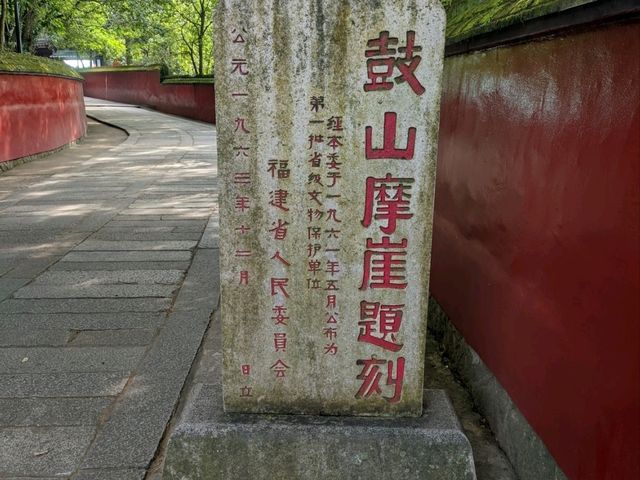 鼓山摩崖題刻
经本委于一九六一年五月公布为
第一批省级文物保护单位
福建省人民委員会
公元一九六三年十二月 日立